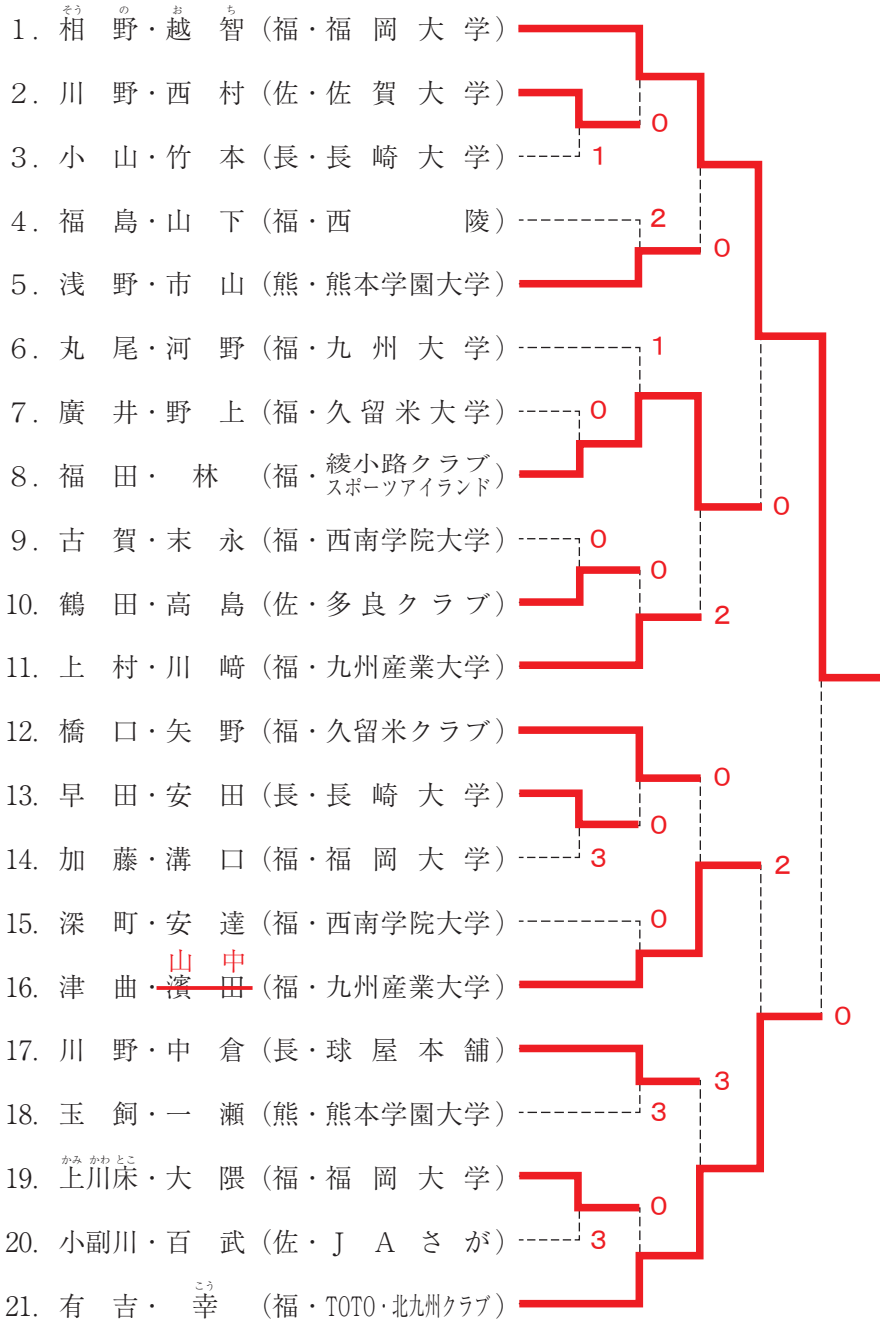 そう の お ち
1. 相野・越智（福・福岡大学）
2. 川野・西村（佐・佐賀大学）
0
3. 小山・竹本（長・長崎大学）
1
4. 福島・山下（福・西陵）
2
0
5. 浅野・市山（熊・熊本学園大学）
6. 丸尾・河野（福・九州大学）
1
7. 廣井・野上（福・久留米大学）
0
8. 福田・林（福・綾小路クラブ スポーツアイランド）
0
9. 古賀・末永（福・西南学院大学）
0
0
10. 鶴田・高島（佐・多良クラブ）
2
11. 上村・川﨑（福・九州産業大学）
12. 橋口・矢野（福・久留米クラブ）
0
13. 早田・安田（長・長崎大学）
0
14. 加藤・溝口（福・福岡大学）
3
2
15. 深町・安達（福・西南学院大学）
0
山中
16. 津曲・濱田（福・九州産業大学）
0
17. 川野・中倉（長・球屋本舗）
3
18. 玉飼・一瀬（熊・熊本学園大学）
3
かみ かわ とこ
19. 上川床・大隈（福・福岡大学）
0
20. 小副川・百武（佐・ＪＡさが）
3
こう
21. 有吉・幸（福・TOTO・北九州クラブ）